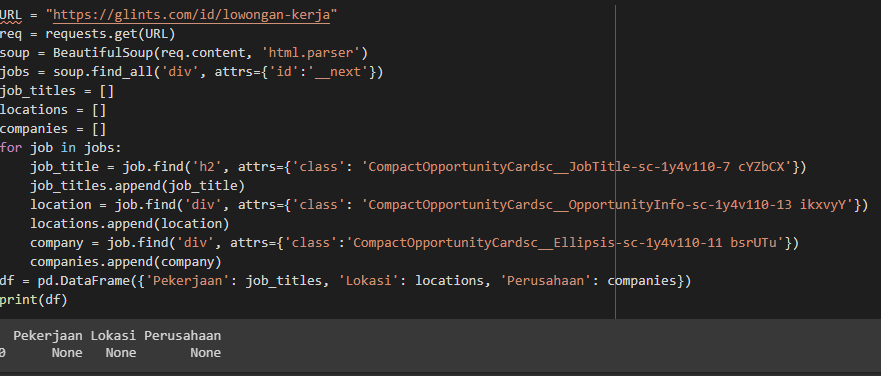 URL = "https://glints.com/id/lowongan-kerja"
req = requests.get(URL)
soup = BeautifulSoup(req.content, 'html.parser')
jobs = soup.find_all('div', attrs={'id':'__next'})
job_titles = []
locations = []
companies = []
for job in jobs:
    job_title = job.find('h2', attrs={'class': 'CompactOpportunityCardsc__JobTitle-sc-1y4v110-7 cYZbCX'})
    job_titles.append(job_title)
    location = job.find('div', attrs={'class': 'CompactOpportunityCardsc__OpportunityInfo-sc-1y4v110-13 ikxvyY'})
    locations.append(location)
    company = job.find('div', attrs={'class':'CompactOpportunityCardsc__Ellipsis-sc-1y4v110-11 bsrUTu'})
    companies.append(company)
df = pd.DataFrame({'Pekerjaan': job_titles, 'Lokasi': locations, 'Perusahaan': companies})
print(df)
  Pekerjaan Lokasi Perusahaan
0      None   None       None